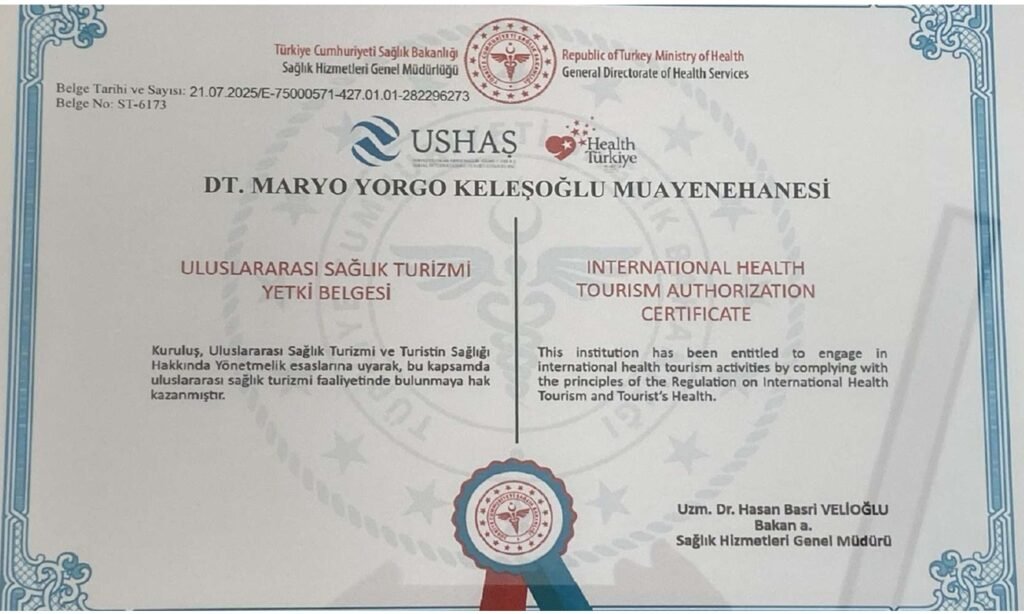 Türkiye Cumhuriyeti Sağlık Bakanlığı
Sağlık Hizmetleri Genel Müdürlüğü
Republic of Turkey Ministry of Health
General Directorate of Health Services
Belge Tarihi ve Sayısı: 21.07.2025/E-75000571-427.01.01-282296273
Belge No: ST-6173
USHAŞ
Health
Türkiye
DT. MARYO YORGO KELEŞOĞLU MUAYENEHANESİ
ULUSLARARASI SAĞLIK TURİZMİ
YETKİ BELGESİ
Kuruluş, Uluslararası Sağlık Turizmi ve Turistin Sağlığı
Hakkında Yönetmelik esaslarına uyarak, bu kapsamda
uluslararası sağlık turizmi faaliyetinde bulunmaya hak
kazanmıştır.
INTERNATIONAL HEALTH
TOURISM AUTHORIZATION
CERTIFICATE
This institution has been entitled to engage in
international health tourism activities by complying with
the principles of the Regulation on International Health
Tourism and Tourist's Health.
Uzm. Dr. Hasan Basri VELİOĞLU
Bakan a.
Sağlık Hizmetleri Genel Müdürü